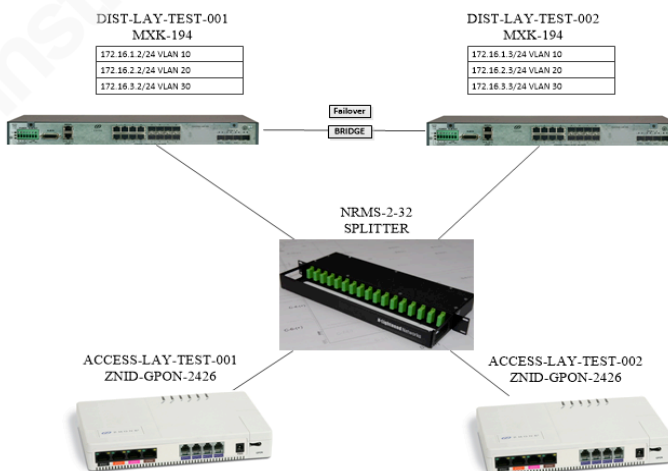 DIST-LAY-TEST-001
MXK-194
172.16.1.2/24 VLAN 10
172.16.2.2/24 VLAN 20
172.16.3.2/24 VLAN 30
DIST-LAY-TEST-002
MXK-194
172.16.1.3/24 VLAN 10
172.16.2.3/24 VLAN 20
172.16.3.3/24 VLAN 30
Failover
BRIDGE
NRMS-2-32
SPLITTER
ACCESS-LAY-TEST-001
ZNID-GPON-2426
ACCESS-LAY-TEST-002
ZNID-GPON-2426